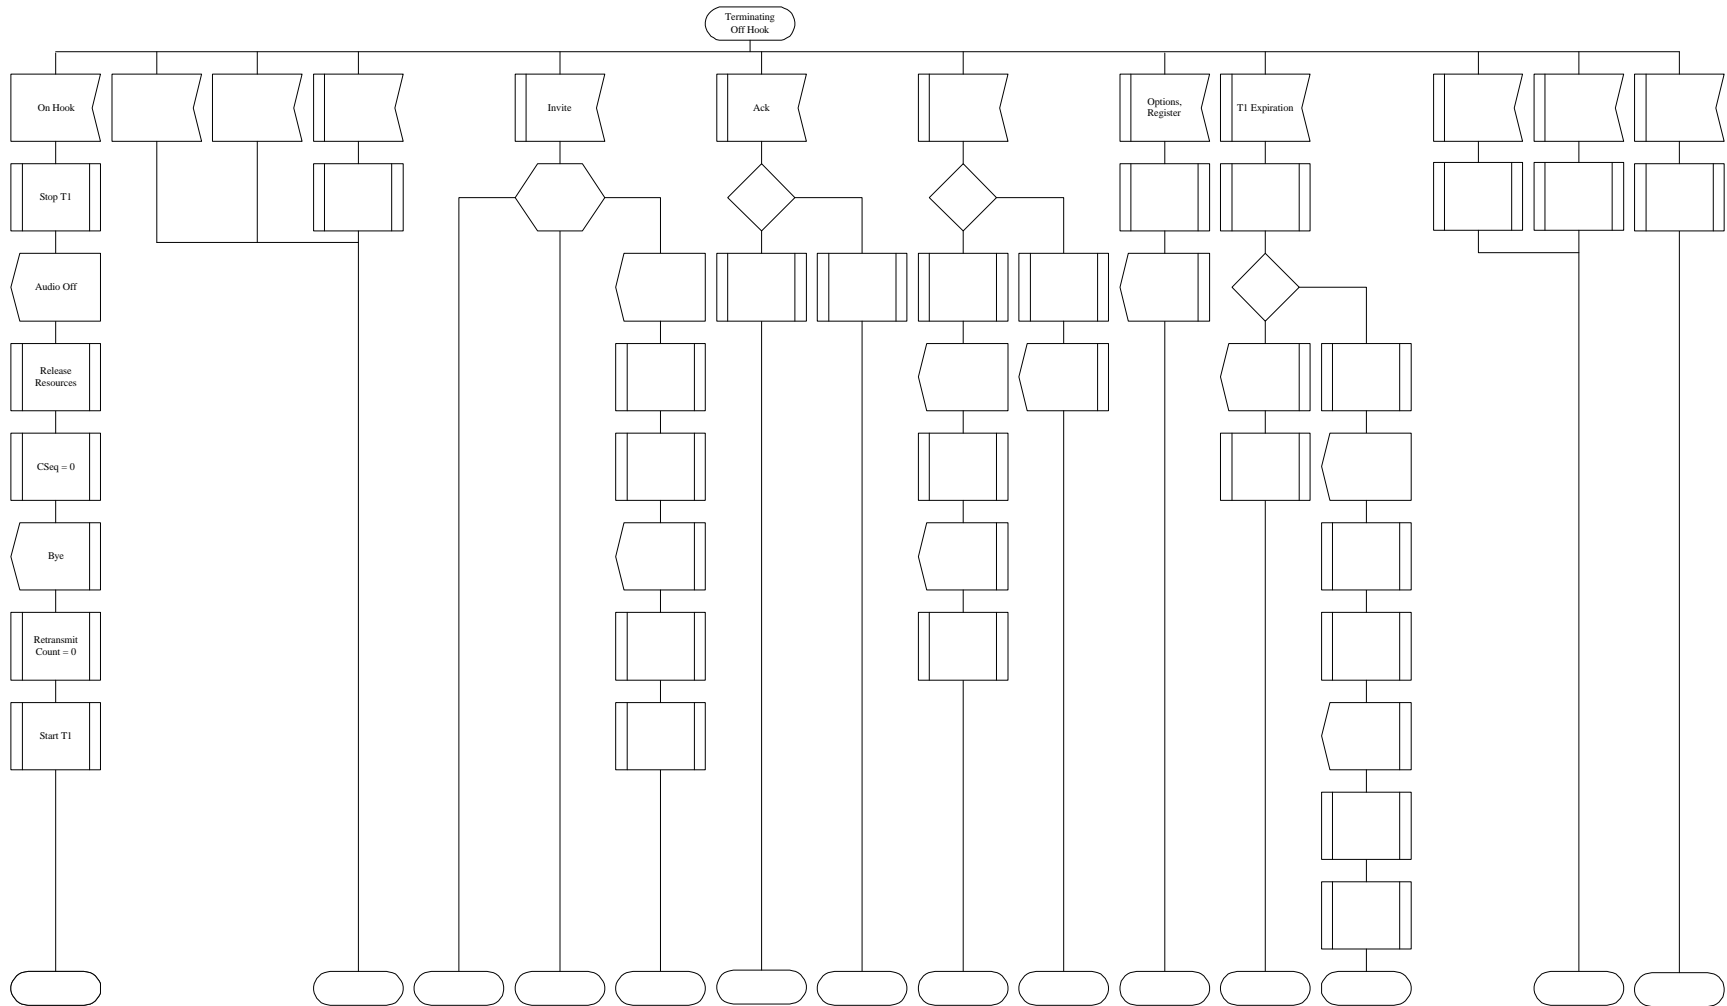 Terminating
Off Hook
On Hook
Invite
Ack
Options,
Register
T1 Expiration
Stop T1
Audio Off
Release
Resources
CSeq = 0
Bye
Retransmit
Count = 0
Start T1